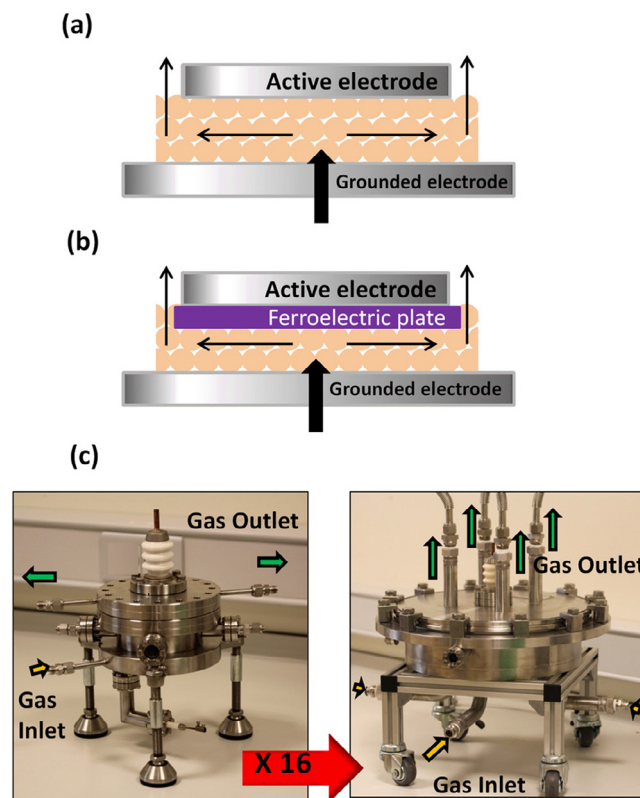 (a)
Active electrode
Grounded electrode
(b)
Active electrode
Ferroelectric plate
Grounded electrode
(c)
Gas Outlet
Gas
Inlet
X 16
Gas Outlet
Gas Inlet